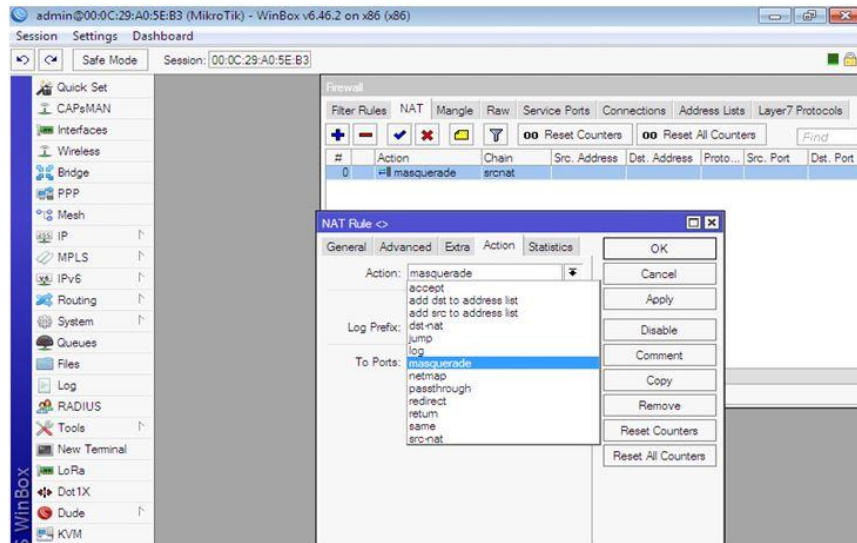 admin@00:0C:29:A0:5E:B3 (MikroTik) - WinBox v6.46.2 on x86 (x86)
Session Settings Dashboard
Safe Mode Session: 00:0C:29:A0:5E:B3
Quick Set
CAPsMAN
Interfaces
Wireless
Bridge
PPP
Mesh
IP
MPLS
IPv6
Routing
System
Queues
Files
Log
RADIUS
Tools
New Terminal
LoRa
Dot1X
Dude
KVM
WinBox
Firewall
Filter Rules NAT Mangle Raw Service Ports Connections Address Lists Layer7 Protocols
00 Reset Counters 00 Reset All Counters Find
# Action Chain Src. Address Dst. Address Proto... Src. Port Dst. Port
0 masquerade srcnat
NAT Rule <>
General Advanced Extra Action Statistics
Action: masquerade
accept
add dst to address list
add src to address list
Log Prefix: dst-nat
jump
log
To Ports: masquerade
netmap
passthrough
redirect
return
same
src-nat
OK
Cancel
Apply
Disable
Comment
Copy
Remove
Reset Counters
Reset All Counters